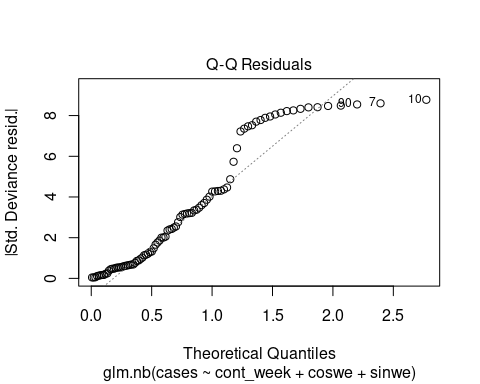 Q-Q Residuals
|Std. Deviance resid.|
8
6
4
2
0
90
7
10
0.0 0.5 1.0 1.5 2.0 2.5
Theoretical Quantiles
glm.nb(cases ~ cont_week + coswe + sinwe)